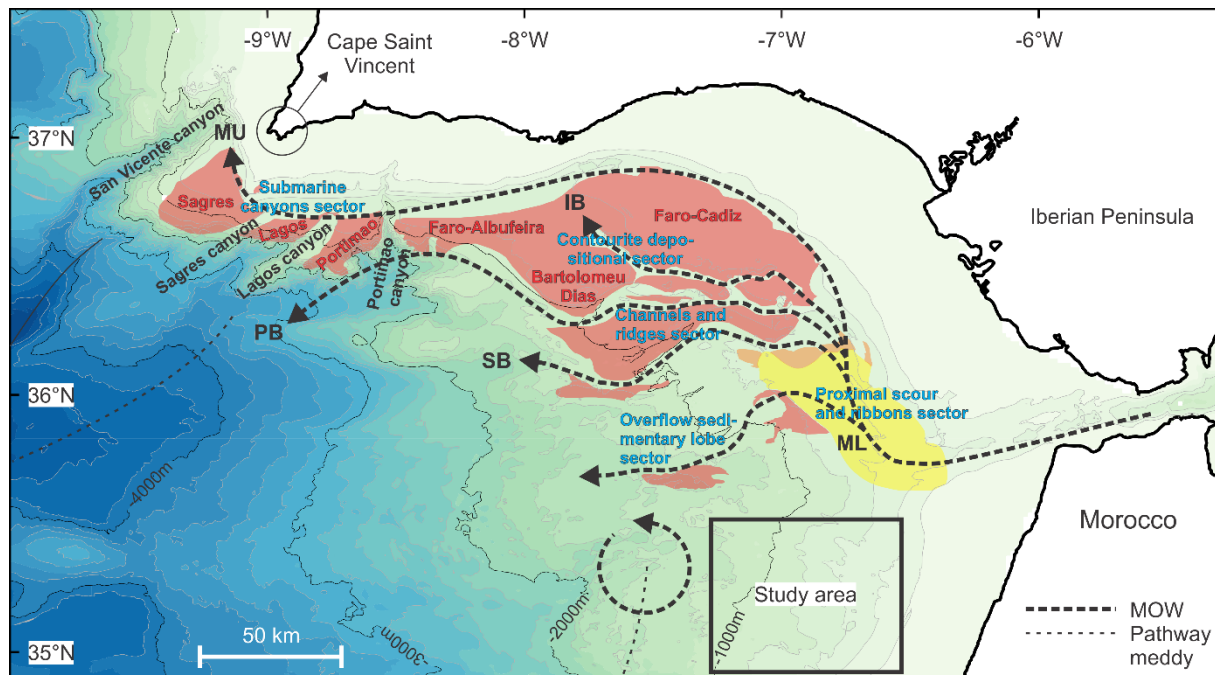 -9°W
-8°W
-7°W
-6°W
Cape Saint
Vincent
37°N
MU
San Vicente canyon
Sagres
Submarine
canyons sector
IB
Faro-Cadiz
Iberian Peninsula
Lagos
Faro-Albufeira
Contourite depo-
sitional sector
Sagres canyon
Lagos canyon
Portimao
Portimao
canyon
Bartolomeu
Dias
Channels and
ridges sector
PB
SB
36°N
Proximal scour
and ribbons sector
Overflow sedi-
mentary lobe
sector
ML
-4000m
Morocco
Study area
-2000m
-1000m
-3000m
MOW
Pathway
meddy
50 km
35°N